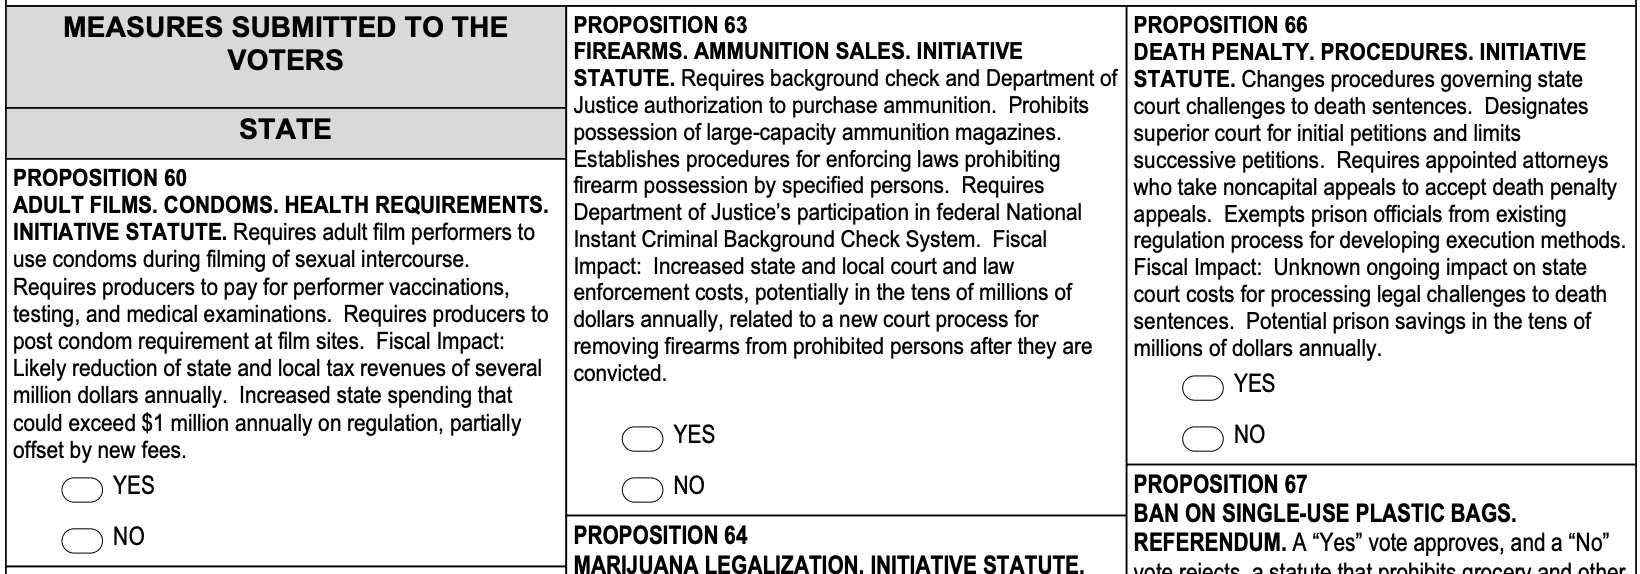 MEASURES SUBMITTED TO THE
VOTERS
STATE
PROPOSITION 60
ADULT FILMS. CONDOMS. HEALTH REQUIREMENTS.
INITIATIVE STATUTE. Requires adult film performers to
use condoms during filming of sexual intercourse.
Requires producers to pay for performer vaccinations,
testing, and medical examinations.  Requires producers to
post condom requirement at film sites.  Fiscal Impact:
Likely reduction of state and local tax revenues of several
million dollars annually.  Increased state spending that
could exceed $1 million annually on regulation, partially
offset by new fees.
YES
NO
PROPOSITION 63
FIREARMS. AMMUNITION SALES. INITIATIVE
STATUTE. Requires background check and Department of
Justice authorization to purchase ammunition.  Prohibits
possession of large-capacity ammunition magazines.
Establishes procedures for enforcing laws prohibiting
firearm possession by specified persons.  Requires
Department of Justice’s participation in federal National
Instant Criminal Background Check System.  Fiscal
Impact:  Increased state and local court and law
enforcement costs, potentially in the tens of millions of
dollars annually, related to a new court process for
removing firearms from prohibited persons after they are
convicted.
YES
NO
PROPOSITION 64
MARIJUANA LEGALIZATION. INITIATIVE STATUTE.
PROPOSITION 66
DEATH PENALTY. PROCEDURES. INITIATIVE
STATUTE. Changes procedures governing state
court challenges to death sentences.  Designates
superior court for initial petitions and limits
successive petitions.  Requires appointed attorneys
who take noncapital appeals to accept death penalty
appeals.  Exempts prison officials from existing
regulation process for developing execution methods.
Fiscal Impact:  Unknown ongoing impact on state
court costs for processing legal challenges to death
sentences.  Potential prison savings in the tens of
millions of dollars annually.
YES
NO
PROPOSITION 67
BAN ON SINGLE-USE PLASTIC BAGS.
REFERENDUM. A “Yes” vote approves, and a “No”
vote rejects, a statute that prohibits grocery and other